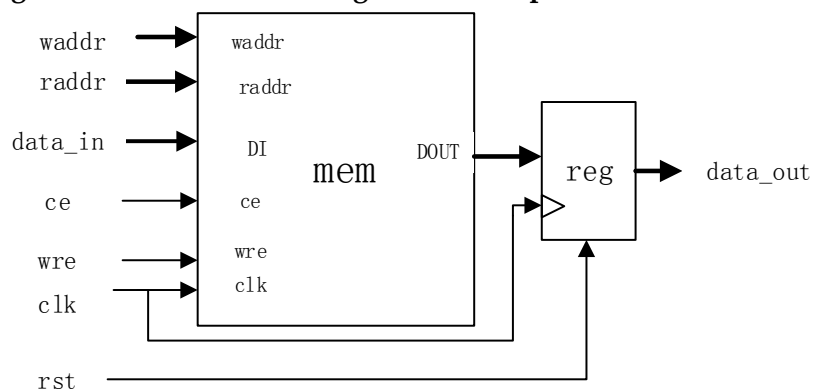 waddr
raddr
data_in
ce
wre
clk
rst
waddr
raddr
DI
ce
wre
clk
mem
DOUT
reg
data_out